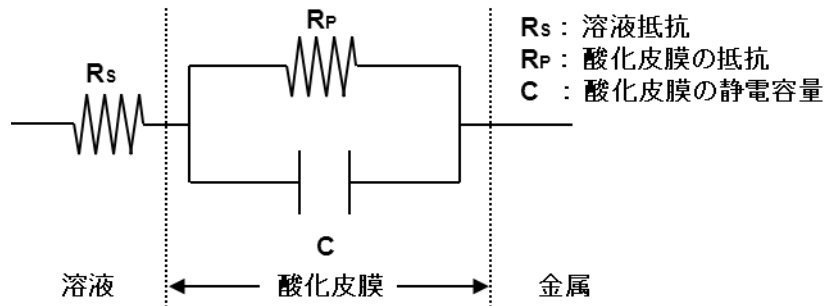 RP
RS
C
RS : 溶液抵抗
RP : 酸化皮膜の抵抗
C : 酸化皮膜の静電容量
溶液
酸化皮膜
金属